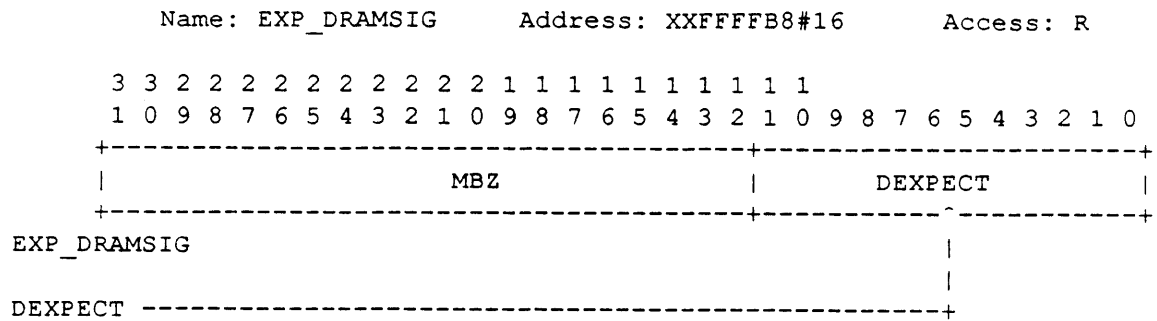 Name: EXP_DRAMSIG Address: XXFFFFB8#16 Access: R
3 3 2 2 2 2 2 2 2 2 2 2 1 1 1 1 1 1 1 1 1 1
1 0 9 8 7 6 5 4 3 2 1 0 9 8 7 6 5 4 3 2 1 0 9 8 7 6 5 4 3 2 1 0
+----------------------------------------+------------------------+
| MBZ | DEXPECT |
+----------------------------------------+-----------^------------+
EXP_DRAMSIG |
|
DEXPECT --------------------------------------------------+